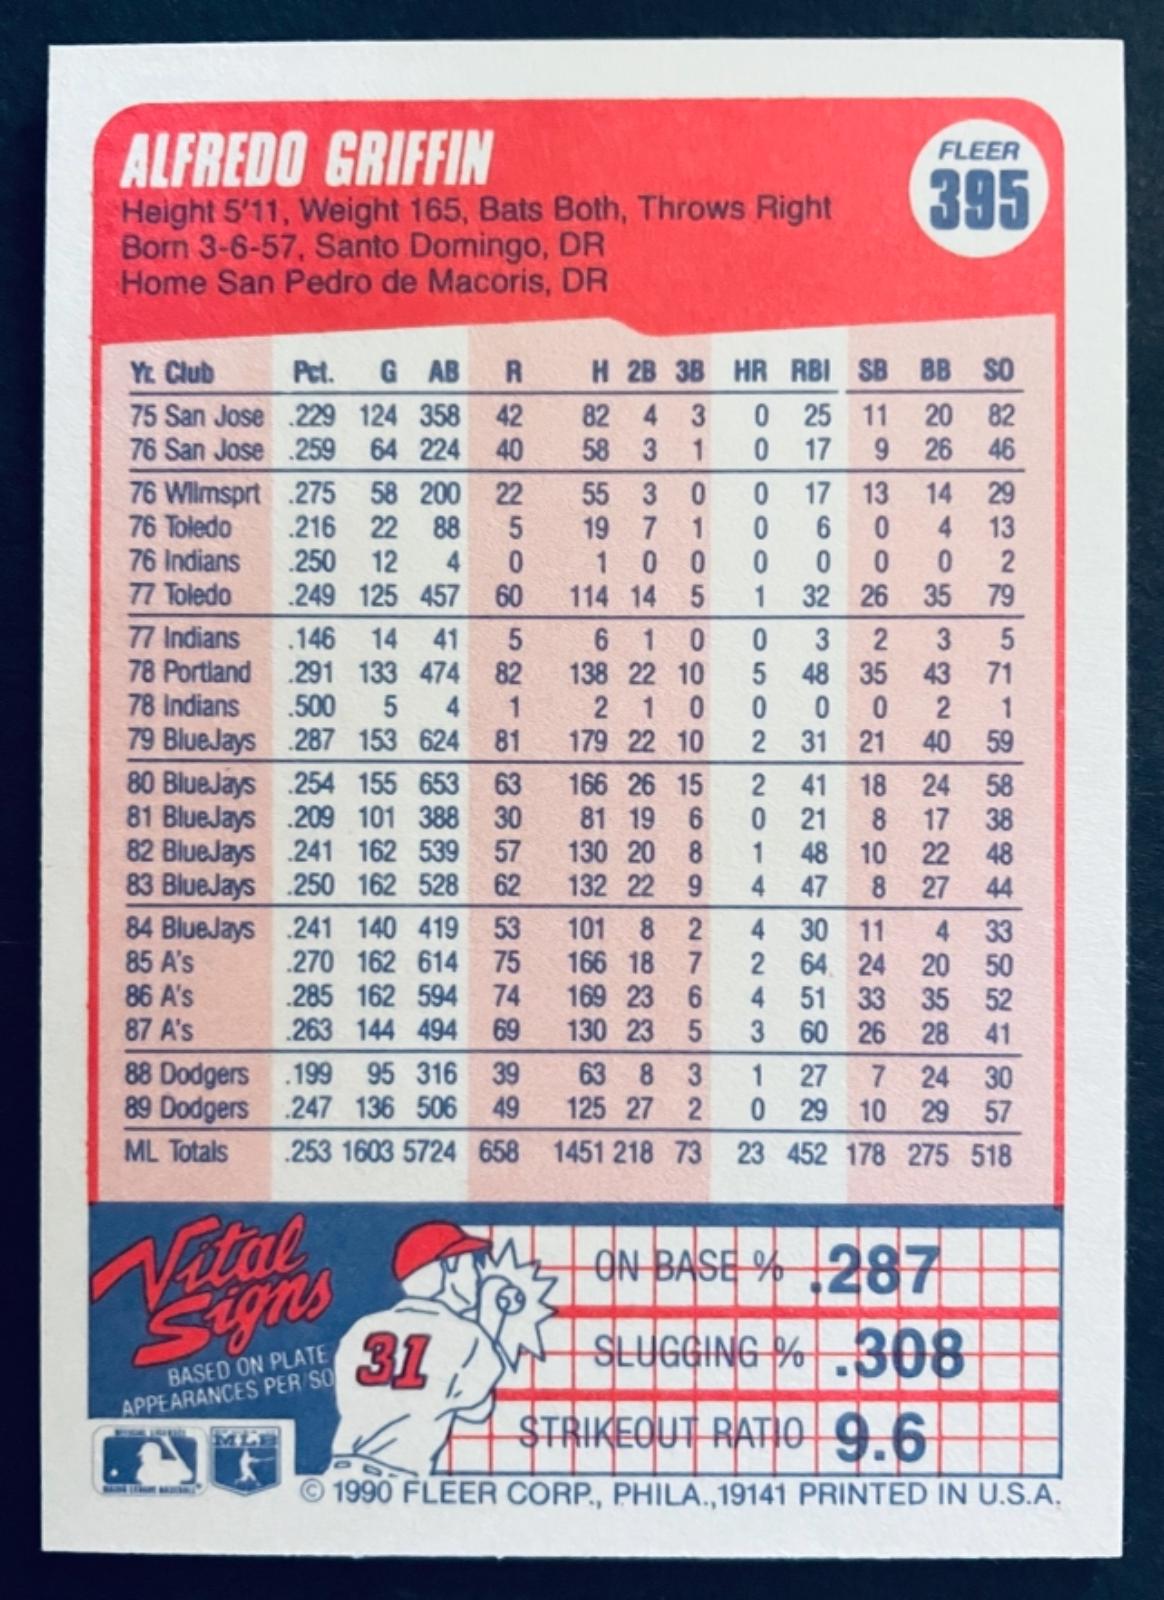 ALFREDO GRIFFIN
FLEER
395
Height 5'11, Weight 165, Bats Both, Throws Right
Born 3-6-57, Santo Domingo, DR
Home San Pedro de Macoris, DR
Yr. Club Pct. G AB R H 2B 3B HR RBI SB BB SO
75 San Jose .229 124 358 42 82 4 3 0 25 11 20 82
76 San Jose .259 64 224 40 58 3 1 0 17 9 26 46
76 Wllmsprt .275 58 200 22 55 3 0 0 17 13 14 29
76 Toledo .216 22 88 5 19 7 1 0 6 0 4 13
76 Indians .250 12 4 0 1 0 0 0 0 0 0 2
77 Toledo .249 125 457 60 114 14 5 1 32 26 35 79
77 Indians .146 14 41 5 6 1 0 0 3 2 3 5
78 Portland .291 133 474 82 138 22 10 5 48 35 43 71
78 Indians .500 5 4 1 2 1 0 0 0 0 2 1
79 BlueJays .287 153 624 81 179 22 10 2 31 21 40 59
80 BlueJays .254 155 653 63 166 26 15 2 41 18 24 58
81 BlueJays .209 101 388 30 81 19 6 0 21 8 17 38
82 BlueJays .241 162 539 57 130 20 8 1 48 10 22 48
83 BlueJays .250 162 528 62 132 22 9 4 47 8 27 44
84 BlueJays .241 140 419 53 101 8 2 4 30 11 4 33
85 A's .270 162 614 75 166 18 7 2 64 24 20 50
86 A's .285 162 594 74 169 23 6 4 51 33 35 52
87 A's .263 144 494 69 130 23 5 3 60 26 28 41
88 Dodgers .199 95 316 39 63 8 3 1 27 7 24 30
89 Dodgers .247 136 506 49 125 27 2 0 29 10 29 57
ML Totals .253 1603 5724 658 1451 218 73 23 452 178 275 518
Vital
Signs
BASED ON PLATE
APPEARANCES PER/SO
31
ON BASE % .287
SLUGGING % .308
STRIKEOUT RATIO 9.6
MLB
© 1990 FLEER CORP., PHILA.,19141 PRINTED IN U.S.A.